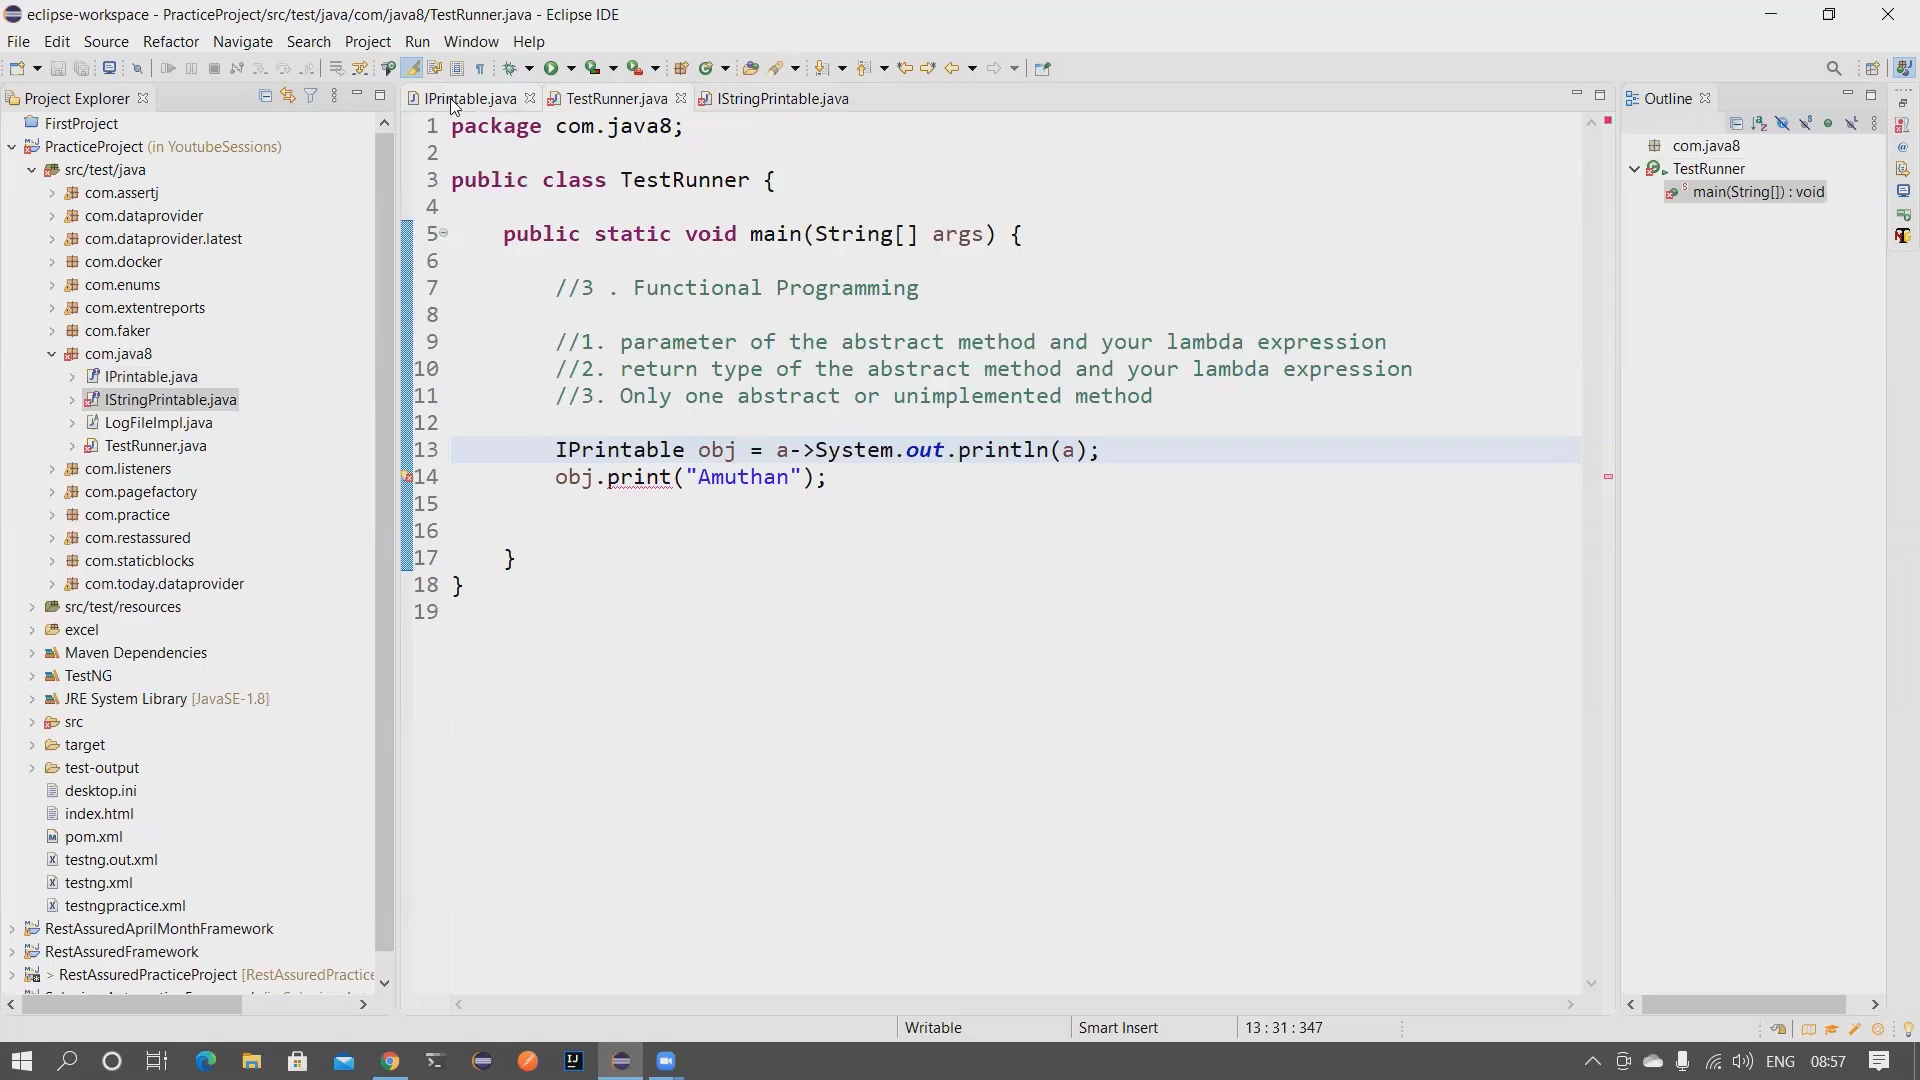 eclipse-workspace - PracticeProject/src/test/java/com/java8/TestRunner.java - Eclipse IDE
File Edit Source Refactor Navigate Search Project Run Window Help
Project Explorer
IPrintable.java
TestRunner.java
IStringPrintable.java
Outline
FirstProject
PracticeProject (in YoutubeSessions)
src/test/java
com.assertj
com.dataprovider
com.dataprovider.latest
com.docker
com.enums
com.extentreports
com.faker
com.java8
IPrintable.java
IStringPrintable.java
LogFileImpl.java
TestRunner.java
com.listeners
com.pagefactory
com.practice
com.restassured
com.staticblocks
com.today.dataprovider
src/test/resources
excel
Maven Dependencies
TestNG
JRE System Library [JavaSE-1.8]
src
target
test-output
desktop.ini
index.html
pom.xml
testng.out.xml
testng.xml
testngpractice.xml
RestAssuredAprilMonthFramework
RestAssuredFramework
> RestAssuredPracticeProject [RestAssuredPractice
1 package com.java8;
2
3 public class TestRunner {
4
5 public static void main(String[] args) {
6
7 //3 . Functional Programming
8
9 //1. parameter of the abstract method and your lambda expression
10 //2. return type of the abstract method and your lambda expression
11 //3. Only one abstract or unimplemented method
12
13 IPrintable obj = a->System.out.println(a);
14 obj.print("Amuthan");
15
16
17 }
18 }
19
com.java8
TestRunner
main(String[]) : void
Writable
Smart Insert
13 : 31 : 347
ENG
08:57